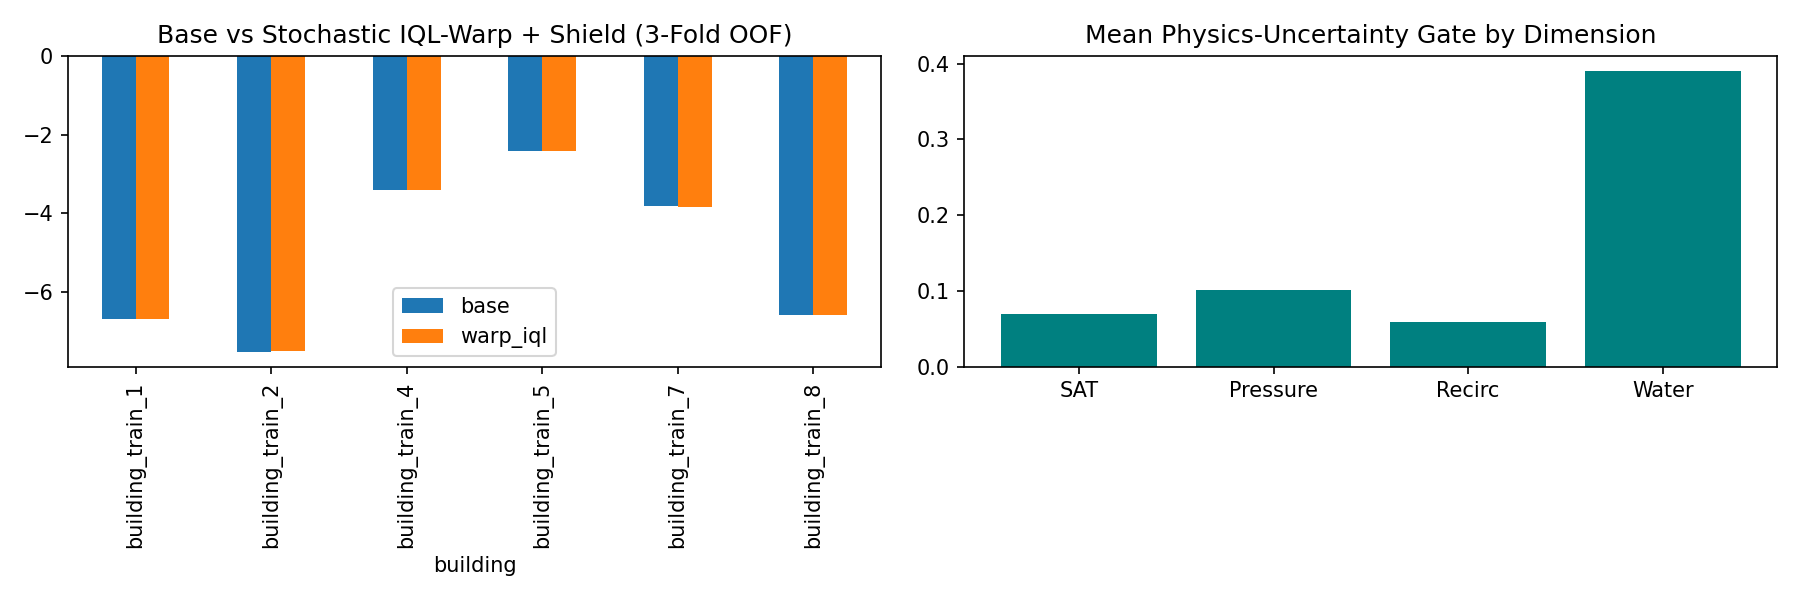 Base vs Stochastic IQL-Warp + Shield (3-Fold OOF)
0
−2
−4
−6
base
warp_iql
building_train_1
building_train_2
building_train_4
building_train_5
building_train_7
building_train_8
building
Mean Physics-Uncertainty Gate by Dimension
0.4
0.3
0.2
0.1
0.0
SAT
Pressure
Recirc
Water